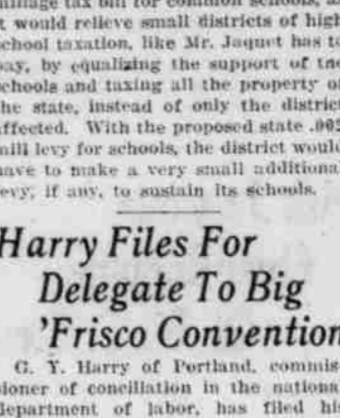 millage tax bill for common schools, as
t would relieve small districts of high
school taxation, like Mr. Jaquet has to
pay, by equalizing the support of the
schools and taxing all the property of
the state, instead of only the district
affected. With the proposed state .002
mill levy for schools, the district would
have to make a very small additional
levy, if any, to sustain its schools.
Harry Files For
Delegate To Big
'Frisco Convention
G. Y. Harry of Portland, commis-
sioner of conciliation in the national
department of labor, has filed his